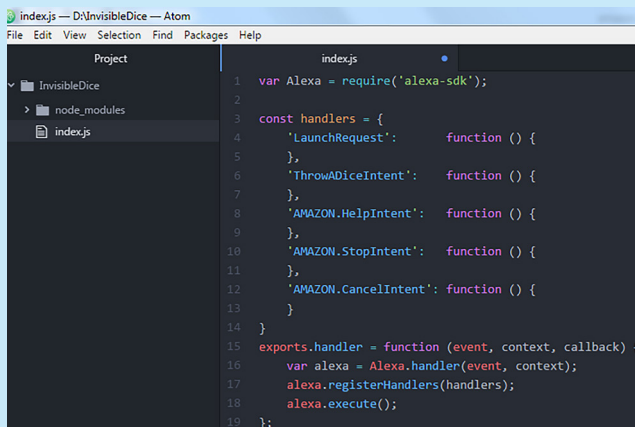 index.js — D:\InvisibleDice — Atom
File Edit View Selection Find Packages Help
Project
InvisibleDice
node_modules
index.js
index.js
1 var Alexa = require('alexa-sdk');
2
3 const handlers = {
4 'LaunchRequest': function () {
5 },
6 'ThrowADiceIntent': function () {
7 },
8 'AMAZON.HelpIntent': function () {
9 },
10 'AMAZON.StopIntent': function () {
11 },
12 'AMAZON.CancelIntent': function () {
13 }
14 }
15 exports.handler = function (event, context, callback) {
16 var alexa = Alexa.handler(event, context);
17 alexa.registerHandlers(handlers);
18 alexa.execute();
19 };